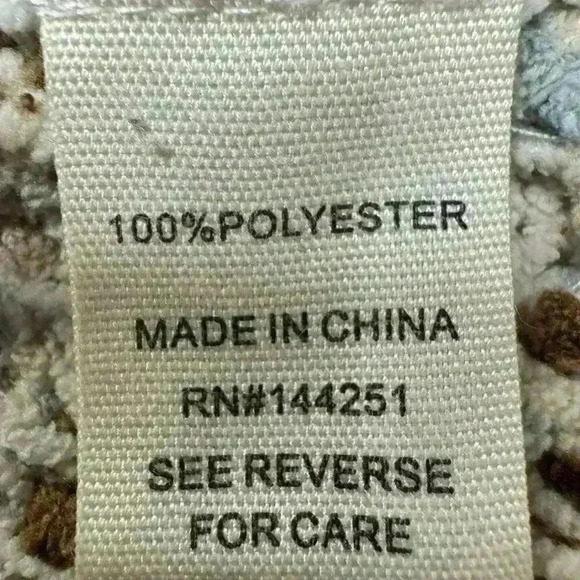 100%POLYESTER
MADE IN CHINA
RN#144251
SEE REVERSE
FOR CARE